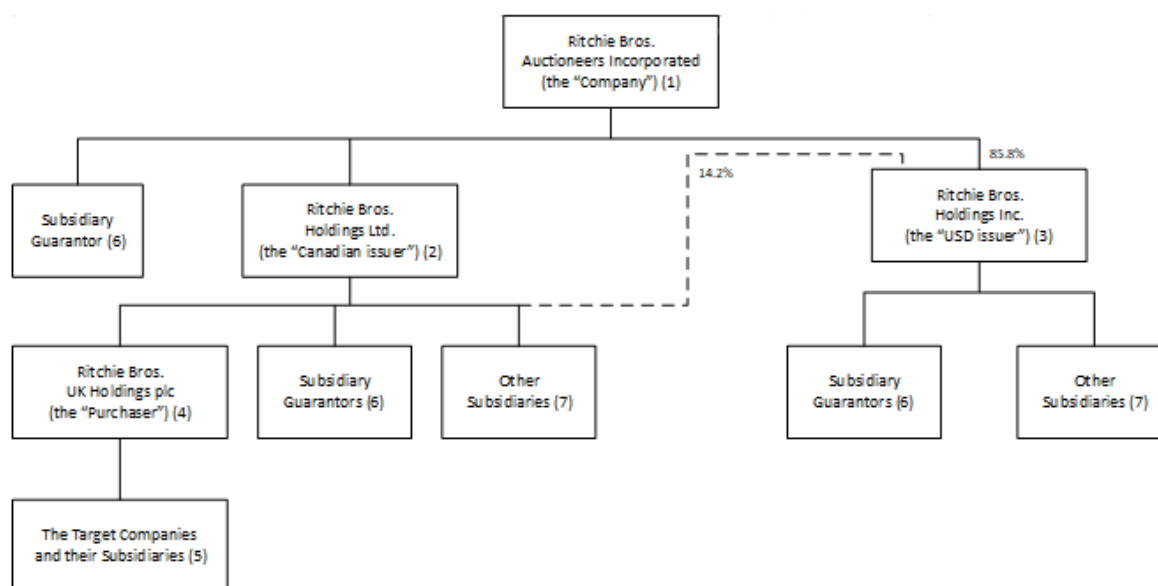 Ritchie Bros.
Auctioneers Incorporated
(the “Company”) (1)
14.2%
85.8%
Subsidiary
Guarantor (6)
Ritchie Bros.
Holdings Ltd.
(the “Canadian issuer”) (2)
Ritchie Bros.
Holdings Inc.
(the “USD issuer”) (3)
Ritchie Bros.
UK Holdings plc
(the “Purchaser”) (4)
Subsidiary
Guarantors (6)
Other
Subsidiaries (7)
Subsidiary
Guarantors (6)
Other
Subsidiaries (7)
The Target Companies
and their Subsidiaries (5)